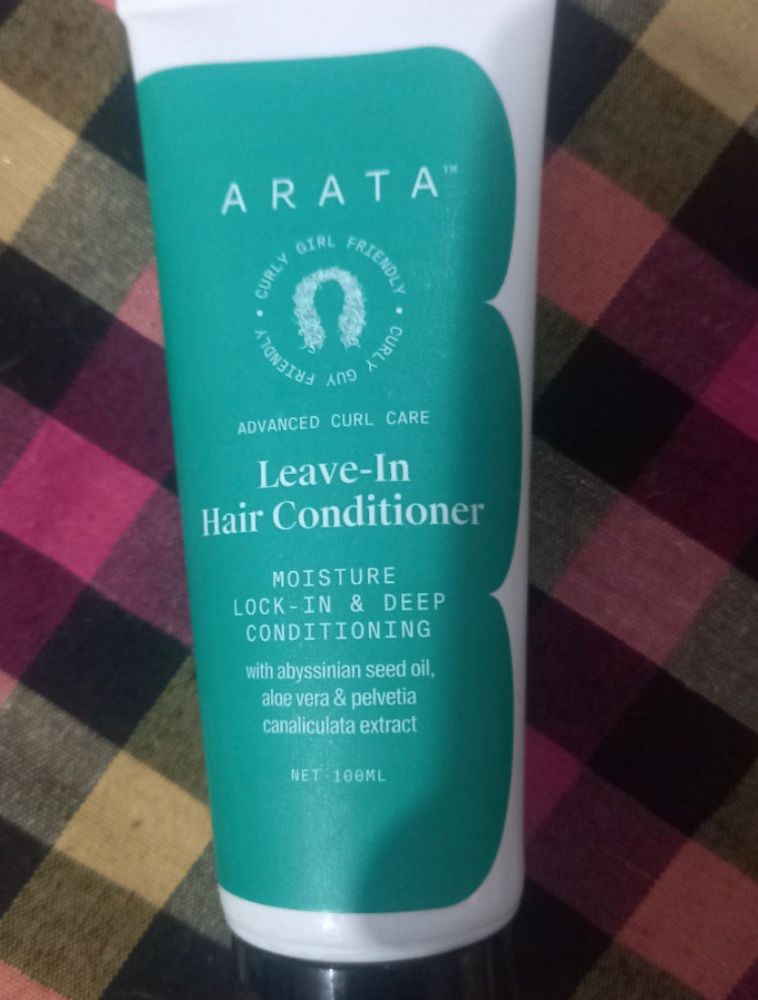 ARATA™
CURLY GIRL FRIENDLY • CURLY GUY FRIENDLY •
ADVANCED CURL CARE
Leave-In
Hair Conditioner
MOISTURE
LOCK-IN & DEEP
CONDITIONING
with abyssinian seed oil,
aloe vera & pelvetia
canaliculata extract
NET 100ML